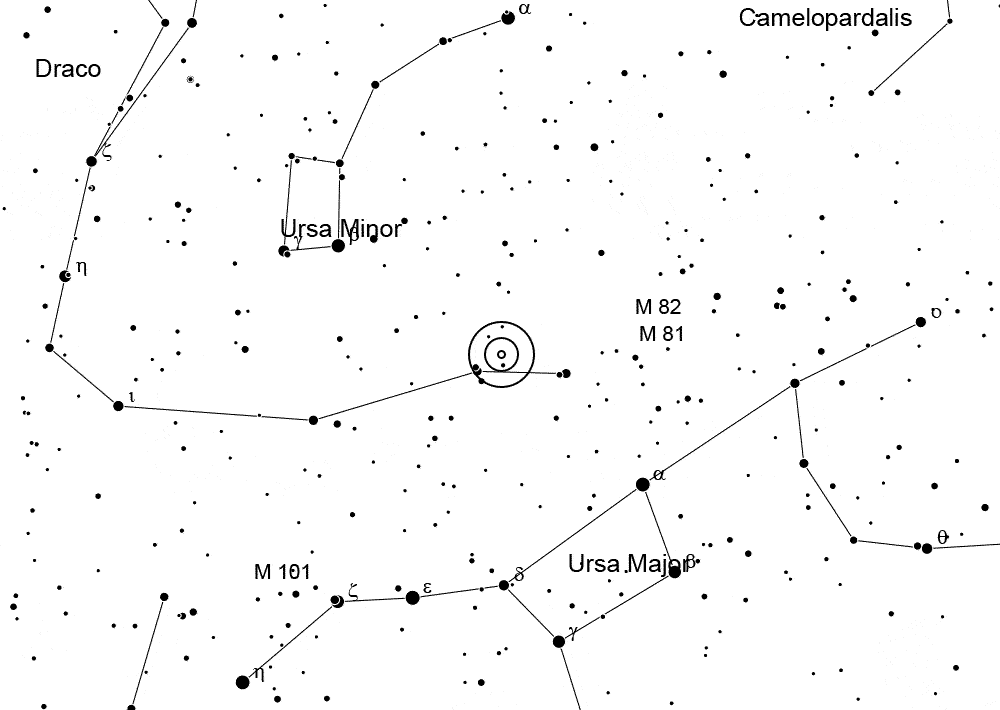 α
Camelopardalis
Draco
ζ
Ursa Minor
γ
β
η
M 82
ʊ
M 81
ι
α
θ
Ursa Major
β
M 101
δ
ε
ζ
γ
η